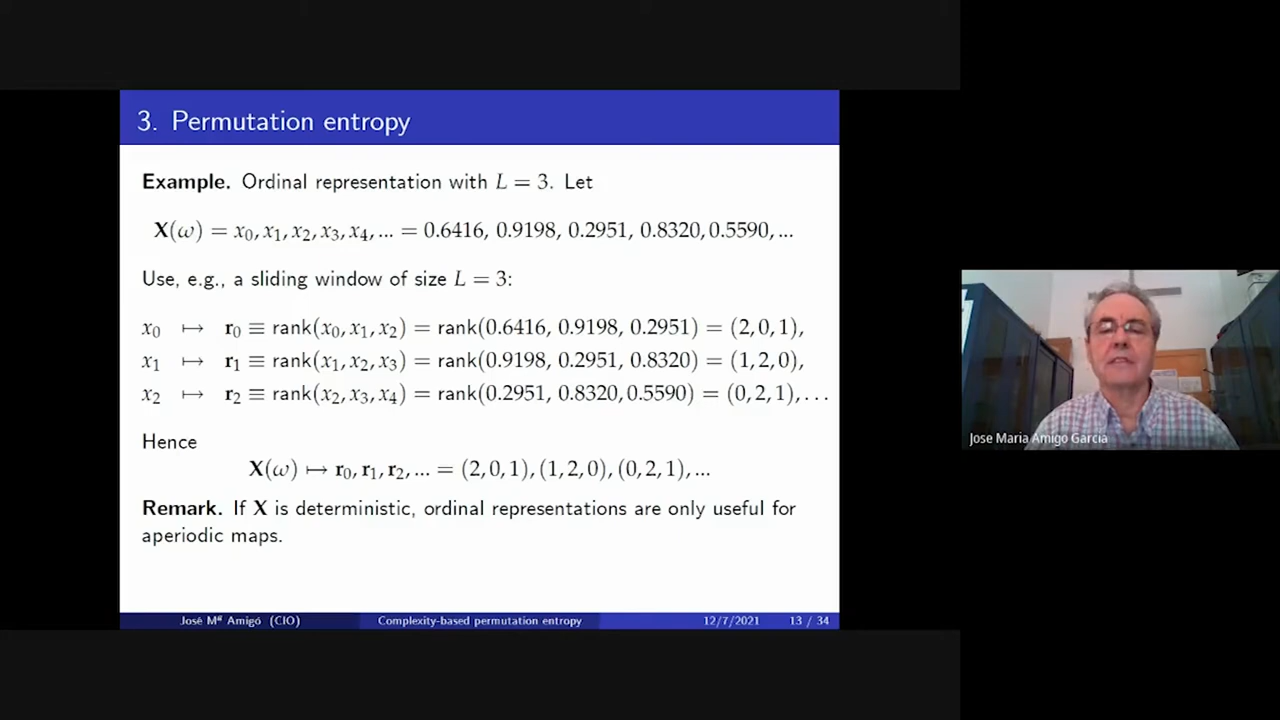 3. Permutation entropy
Example. Ordinal representation with L = 3. Let
X(ω) = x₀, x₁, x₂, x₃, x₄, ... = 0.6416, 0.9198, 0.2951, 0.8320, 0.5590, ...
Use, e.g., a sliding window of size L = 3:
x₀ ↦ r₀ ≡ rank(x₀, x₁, x₂) = rank(0.6416, 0.9198, 0.2951) = (2, 0, 1),
x₁ ↦ r₁ ≡ rank(x₁, x₂, x₃) = rank(0.9198, 0.2951, 0.8320) = (1, 2, 0),
x₂ ↦ r₂ ≡ rank(x₂, x₃, x₄) = rank(0.2951, 0.8320, 0.5590) = (0, 2, 1), . . .
Hence
X(ω) ↦ r₀, r₁, r₂, ... = (2, 0, 1), (1, 2, 0), (0, 2, 1), ...
Remark. If X is deterministic, ordinal representations are only useful for
aperiodic maps.
José Mª Amigó (CIO) Complexity-based permutation entropy 12/7/2021 13 / 34
Jose Maria Amigo Garcia